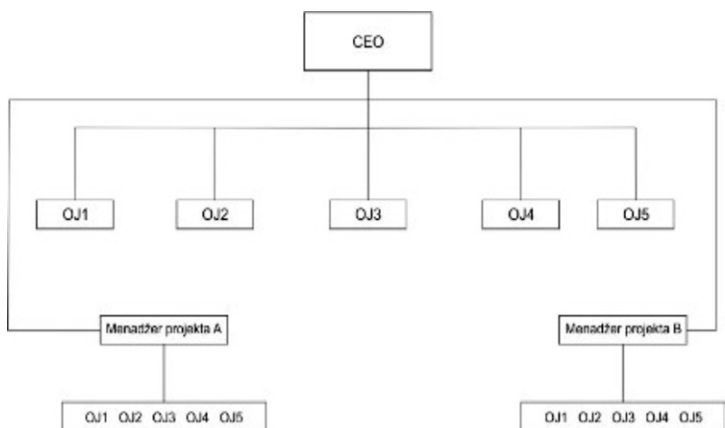 CEO
OJ1 OJ2 OJ3 OJ4 OJ5
Menadžer projekta A Menadžer projekta B
OJ1 OJ2 OJ3 OJ4 OJ5 OJ1 OJ2 OJ3 OJ4 OJ5